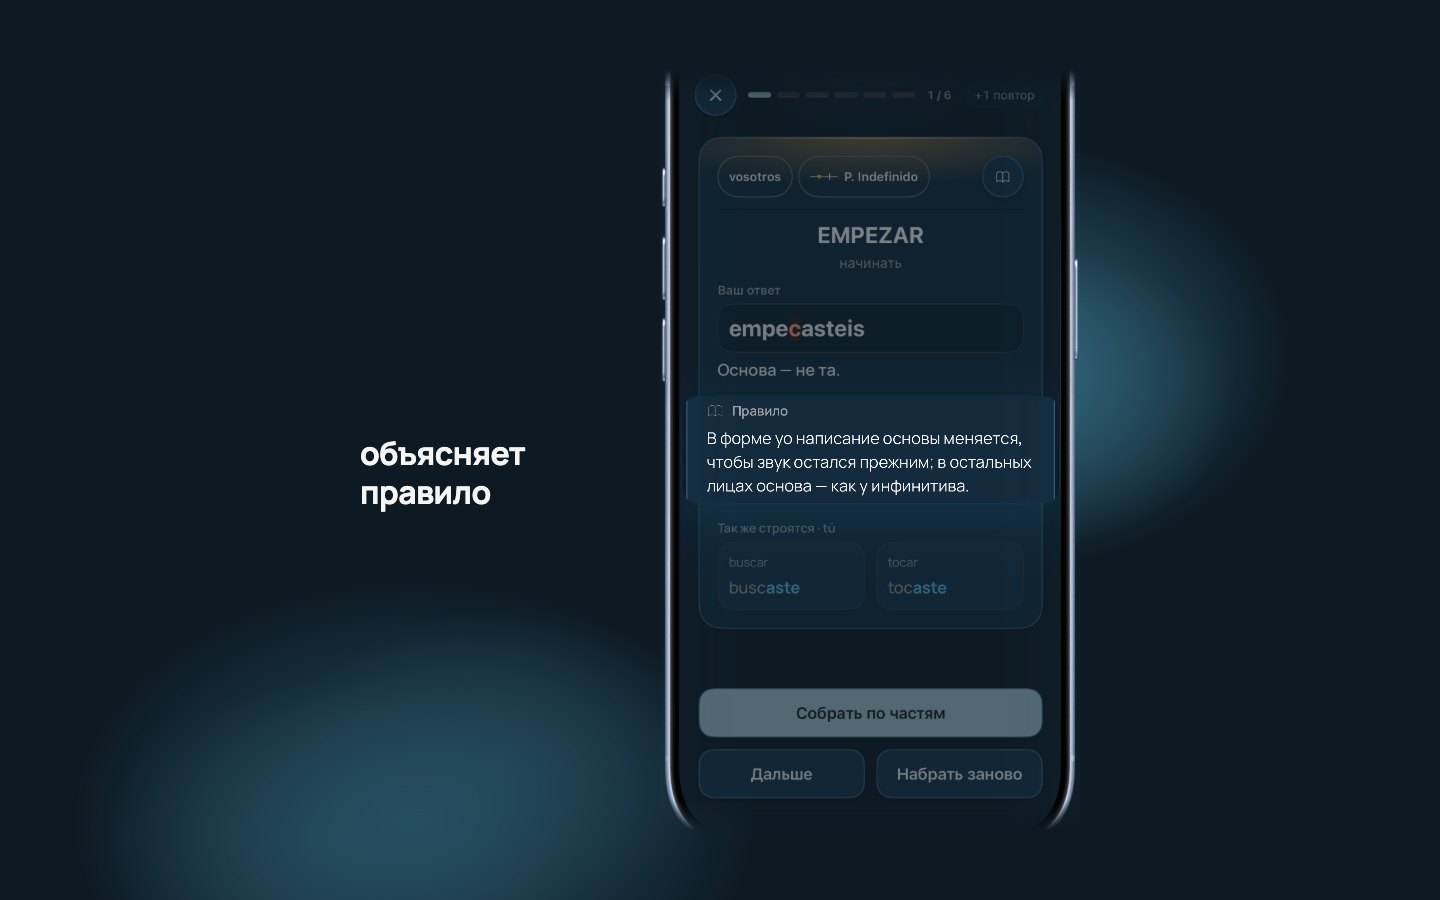 1 / 6
+1 повтор
vosotros
P. Indefinido
EMPEZAR
начинать
Ваш ответ
empecasteis
Основа — не та.
Правило
В форме yo написание основы меняется,
чтобы звук остался прежним; в остальных
лицах основа — как у инфинитива.
Так же строятся · tú
buscar
buscaste
tocar
tocaste
Собрать по частям
Дальше
Набрать заново
объясняет
правило